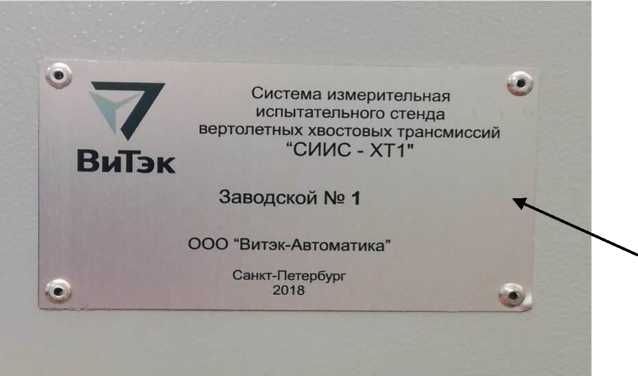 ВиТэк
Система измерительная
испытательного стенда
вертолетных хвостовых трансмиссий
“СИИС - ХТ1"
Заводской № 1
ООО “Витэк-Автоматика”
Санкт-Петербург
2018